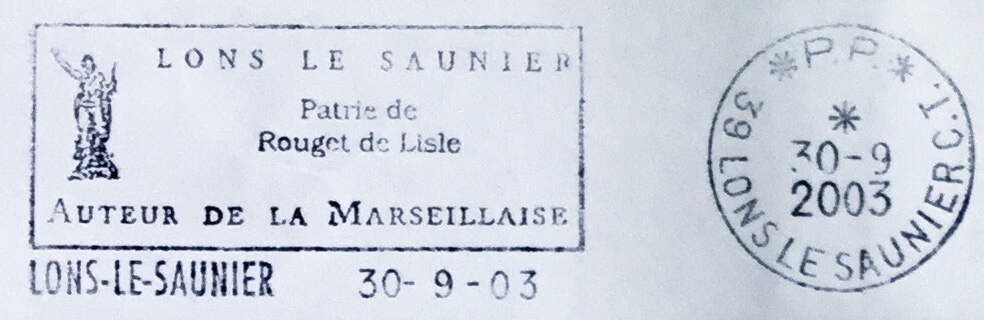 LONS LE SAUNIER
Patrie de
Rouget de Lisle
AUTEUR DE LA MARSEILLAISE
LONS-LE-SAUNIER 30-9-03
* P.P. *
39 LONS LE SAUNIER C.T.
*
30-9
2003